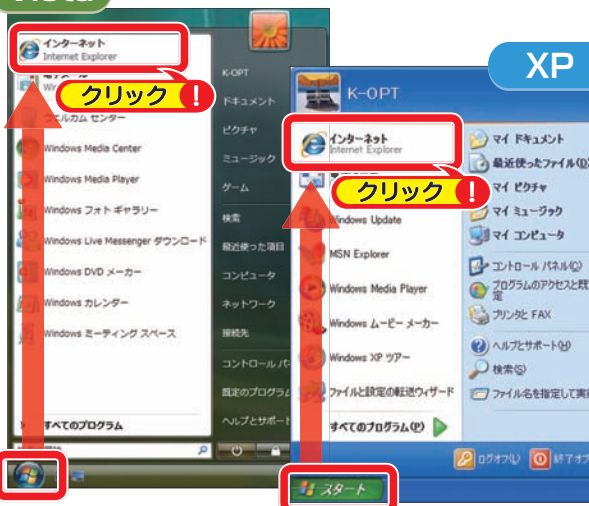 Vista
インターネット
Internet Explorer
クリック!
ウェルカム センター
Windows Media Center
Windows Media Player
Windows フォト ギャラリー
Windows Live Messenger ダウンロード
Windows DVD メーカー
Windows カレンダー
Windows ミーティング スペース
すべてのプログラム
K-OPT
ドキュメント
ピクチャ
ミュージック
ゲーム
検索
最近使った項目
コンピュータ
ネットワーク
接続先
コントロール パ
既定のプログラ
ヘルプとサポート
XP
K-OPT
インターネット
Internet Explorer
クリック!
Windows Update
MSN Explorer
Windows Media Player
Windows ムービー メーカー
Windows XP ツアー
ファイルと設定の転送ウィザード
すべてのプログラム(P)
マイ ドキュメント
最近使ったファイル(D)
マイ ピクチャ
マイ ミュージック
マイ コンピュータ
コントロール パネル(C)
プログラムのアクセスと既
定
プリンタと FAX
ヘルプとサポート(H)
検索(S)
ファイル名を指定して実
ログオフ(L)
終了オプ
スタート